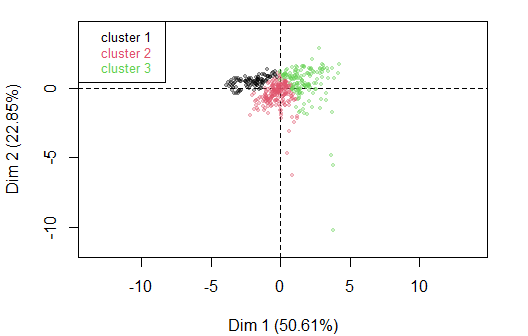 cluster 1
cluster 2
cluster 3
Dim 2 (22.85%)
0
-5
-10
-10
-5
0
5
10
Dim 1 (50.61%)